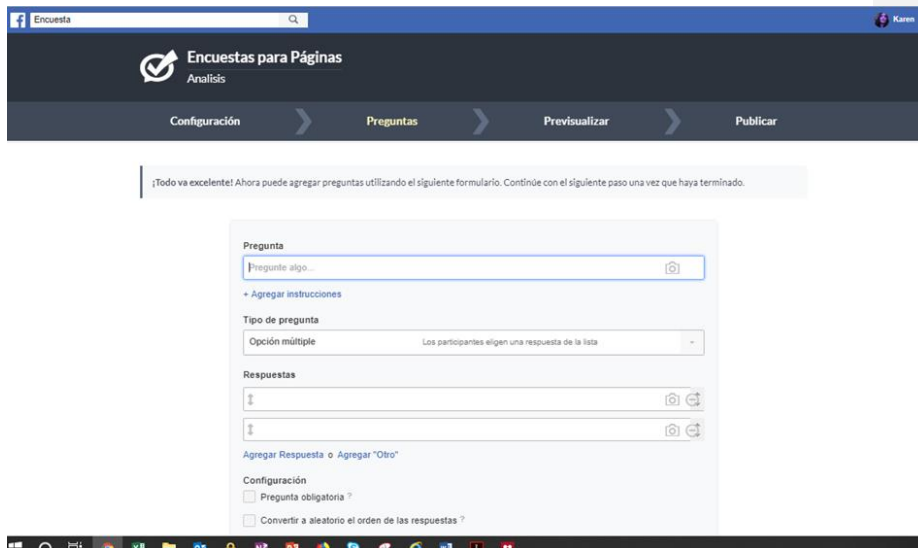 Encuesta
Karen
Encuestas para Páginas
Analisis
Configuración
Preguntas
Previsualizar
Publicar
¡Todo va excelente! Ahora puede agregar preguntas utilizando el siguiente formulario. Continúe con el siguiente paso una vez que haya terminado.
Pregunta
Pregunte algo...
+ Agregar instrucciones
Tipo de pregunta
Opción múltiple Los participantes eligen una respuesta de la lista
Respuestas
Agregar Respuesta o Agregar "Otro"
Configuración
Pregunta obligatoria ?
Convertir a aleatorio el orden de las respuestas ?